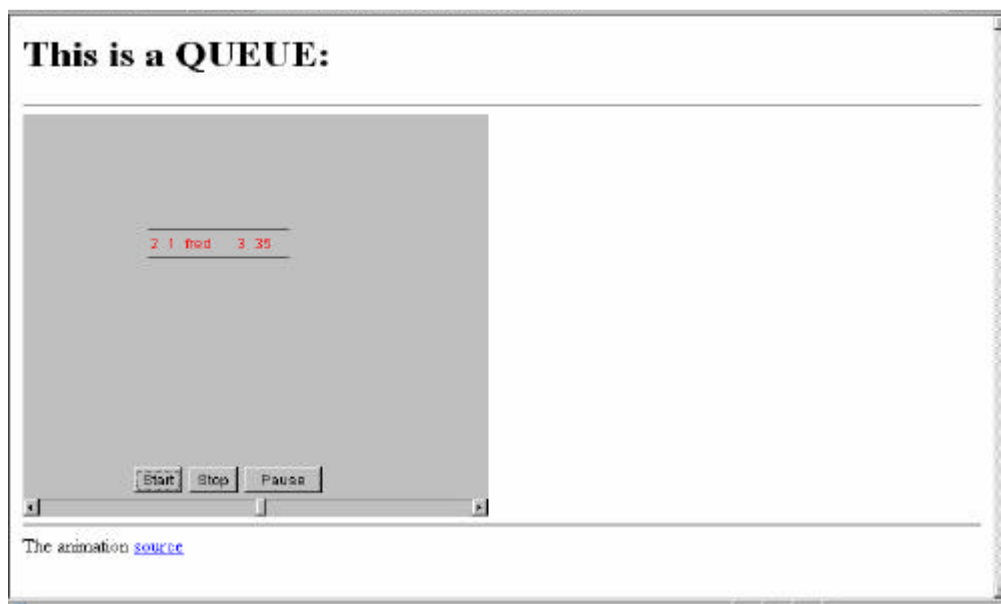 This is a QUEUE:
2 1 fred 3 35
Start Stop Pause
The animation source